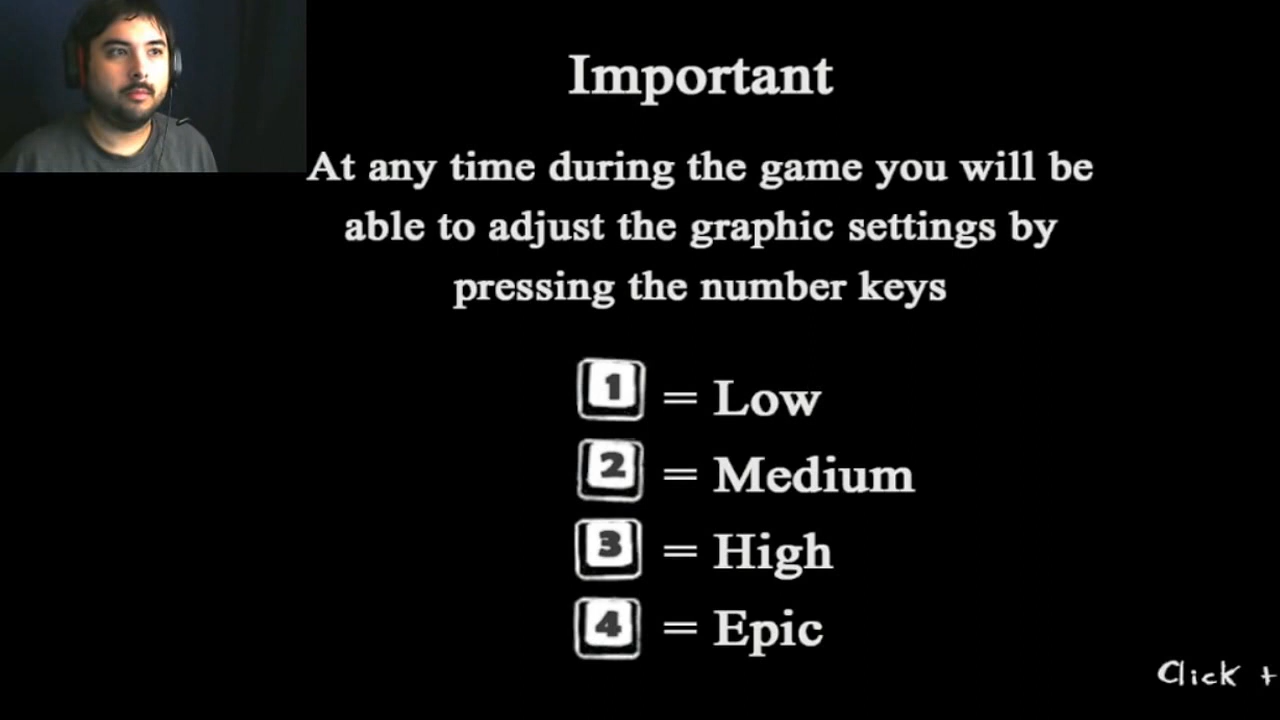 Important
At any time during the game you will be
able to adjust the graphic settings by
pressing the number keys
1 = Low
2 = Medium
3 = High
4 = Epic
Click